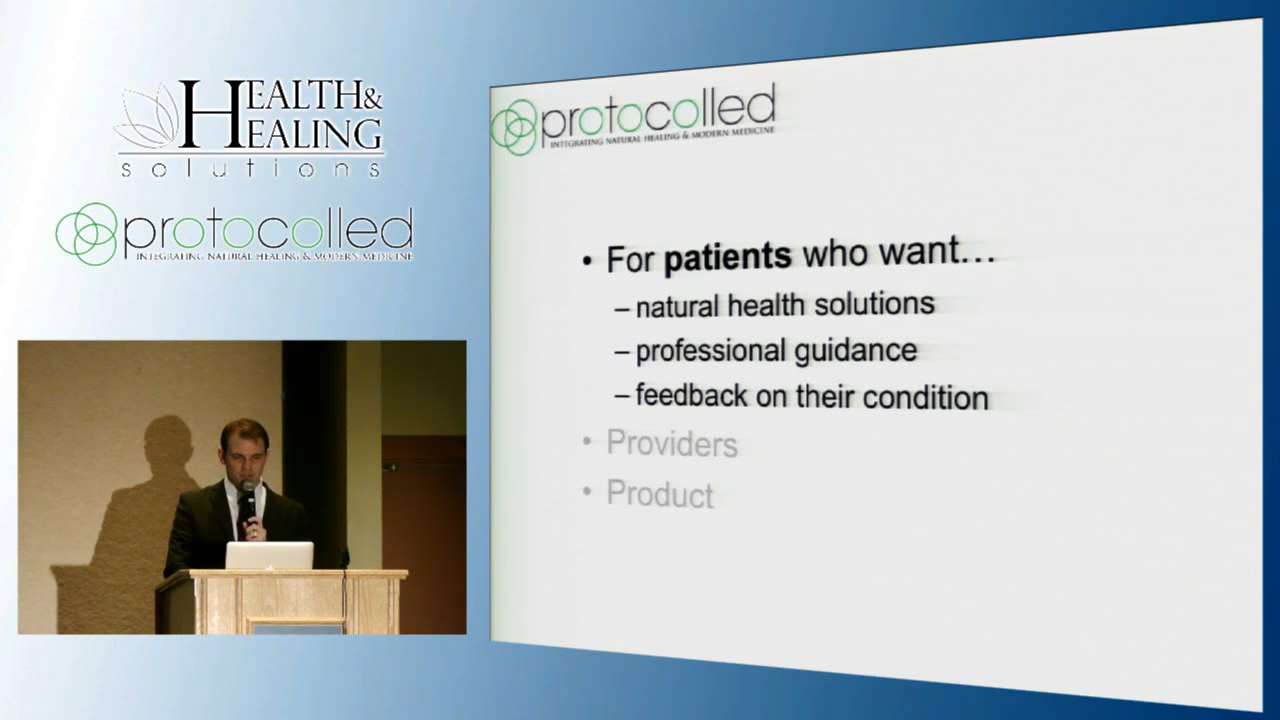 HEALTH&
HEALING
solutions
protocolled
INTEGRATING NATURAL HEALING & MODERN MEDICINE
protocolled
INTEGRATING NATURAL HEALING & MODERN MEDICINE
• For patients who want…
– natural health solutions
– professional guidance
– feedback on their condition
• Providers
• Product